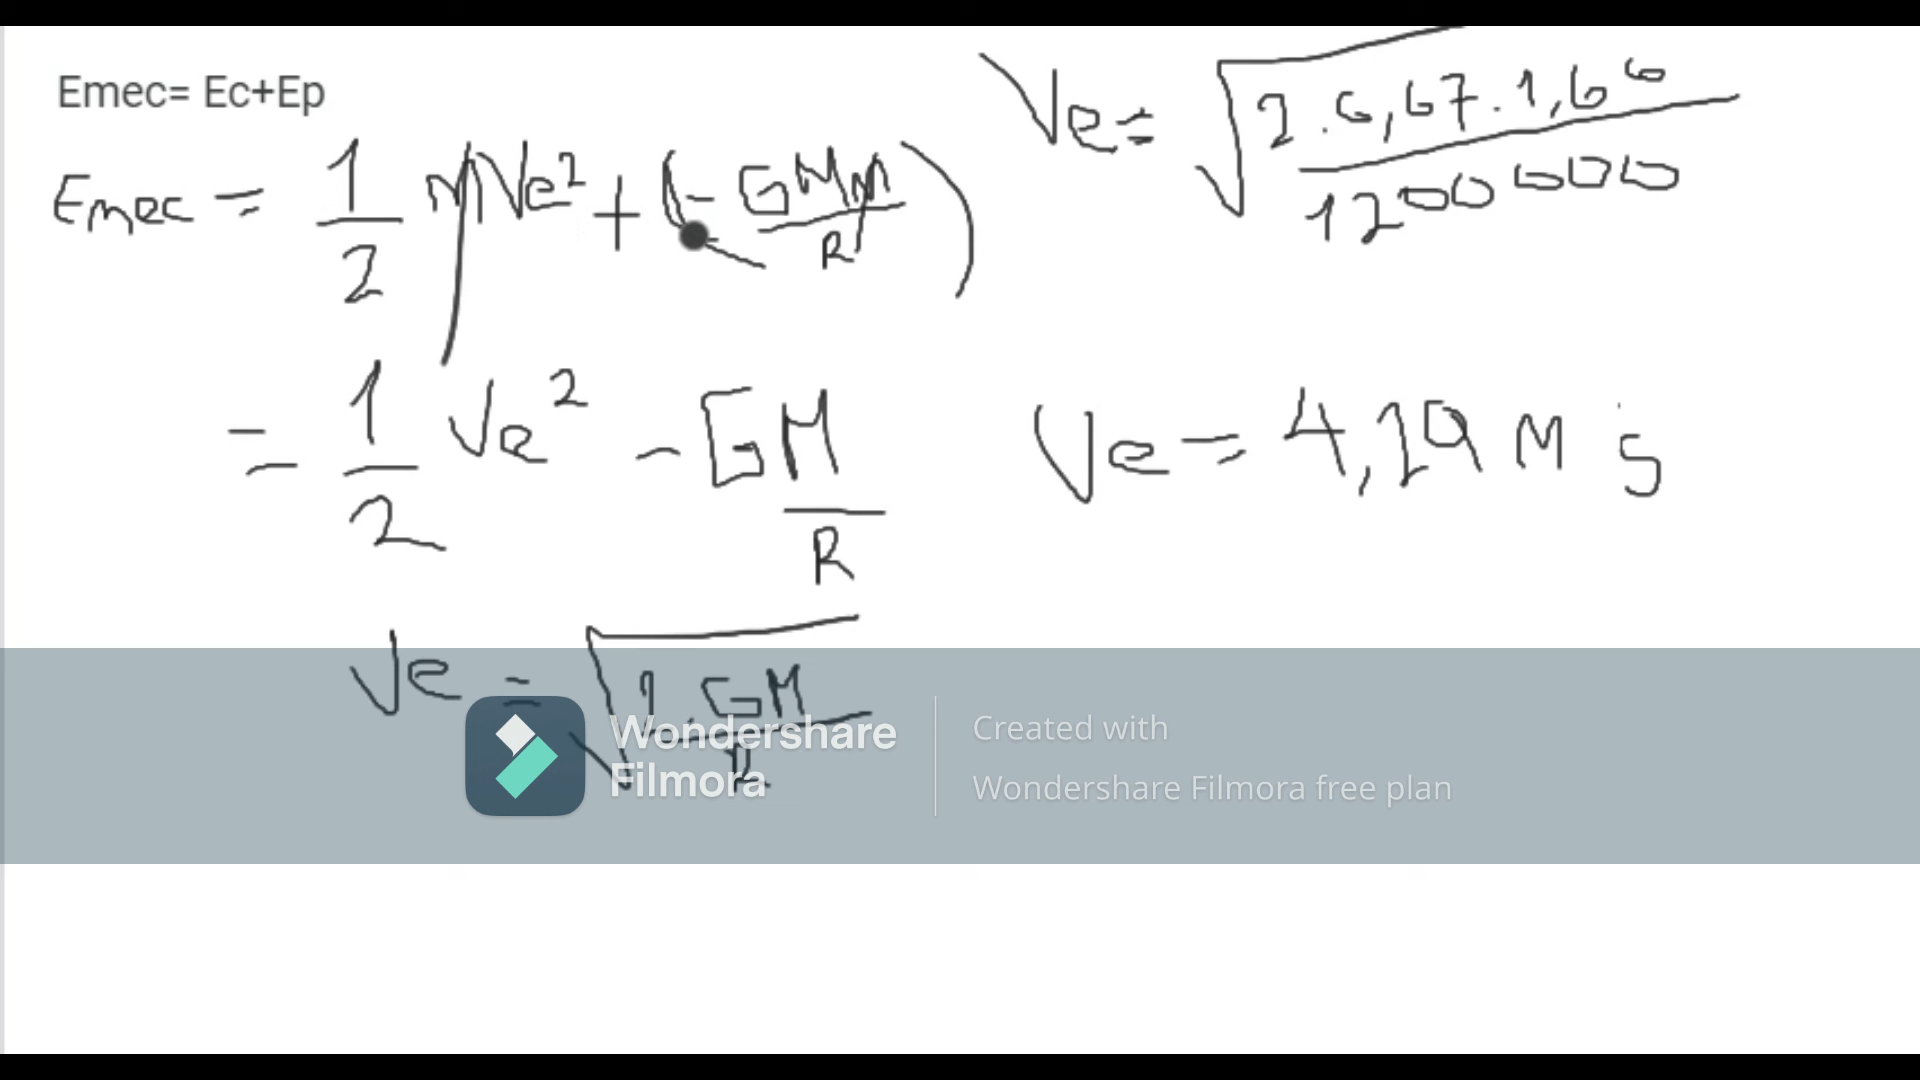 Emec= Ec+Ep
Emec = 1/2 mVe² + (- GMm/R)
= 1/2 Ve² - GM/R
Ve = √
Ve = √2.6,67.1,66/1200000
Ve = 4,29 M s
Wondershare
Filmora
Created with
Wondershare Filmora free plan